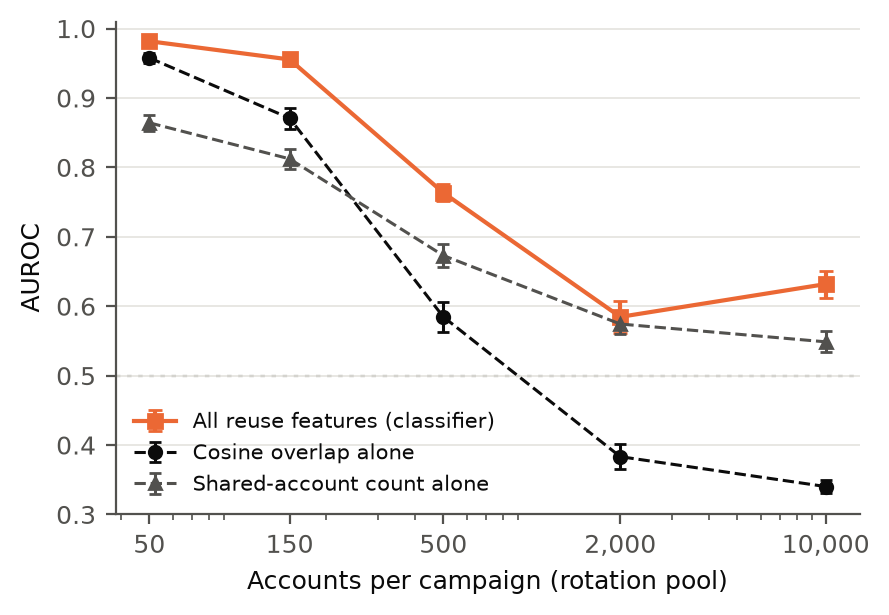 1.0
0.9
0.8
0.7
0.6
0.5
0.4
0.3
AUROC
All reuse features (classifier)
Cosine overlap alone
Shared-account count alone
50 150 500 2,000 10,000
Accounts per campaign (rotation pool)